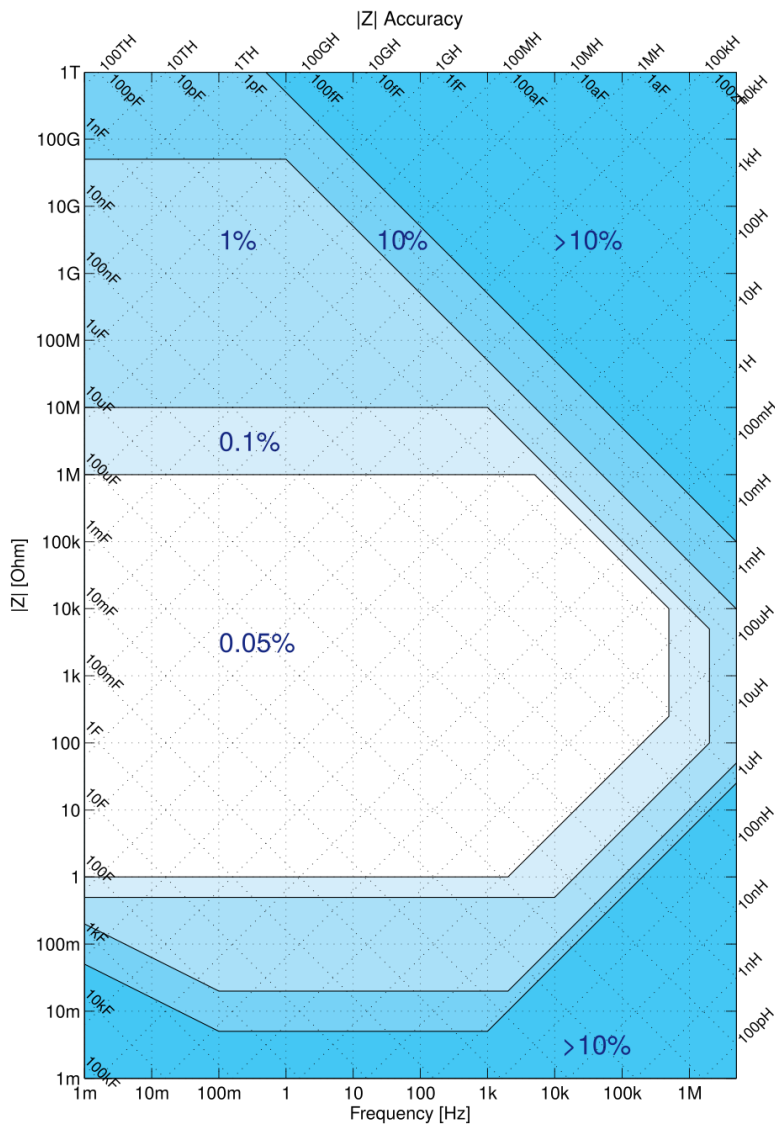 |Z| Accuracy
100TH 10TH 1TH 100GH 10GH 1GH 100MH 10MH 1MH 100kH
10kH
1T
100pF 10pF 1pF 100fF 10fF 1fF 100aF 10aF 1aF
1nF
100G
1kH
10nF
10G
100H
1% 10% >10%
100nF
1G
10H
1uF
100M
1H
10uF
10M
100mH
0.1%
100uF
1M
10mH
1mF
100k
1mH
|Z| [Ohm]
10mF
10k
100uH
0.05%
100mF
1k
10uH
1F
100
1uH
10F
10
100nH
100F
1
10nH
1kF
100m
1nH
10kF
10m
100pH
>10%
100kF
1m
1m 10m 100m 1 10 100 1k 10k 100k 1M
Frequency [Hz]